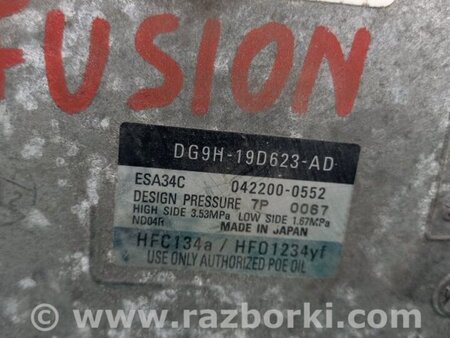 FUSION
DG9H-19D623-AD
ESA34C 042200-0552
DESIGN PRESSURE 7P 0067
HIGH SIDE 3.53MPa LOW SIDE 1.67MPa
ND04R MADE IN JAPAN
HFC134a / HFO1234yf
USE ONLY AUTHORIZED POE OIL
© www.razborki.com